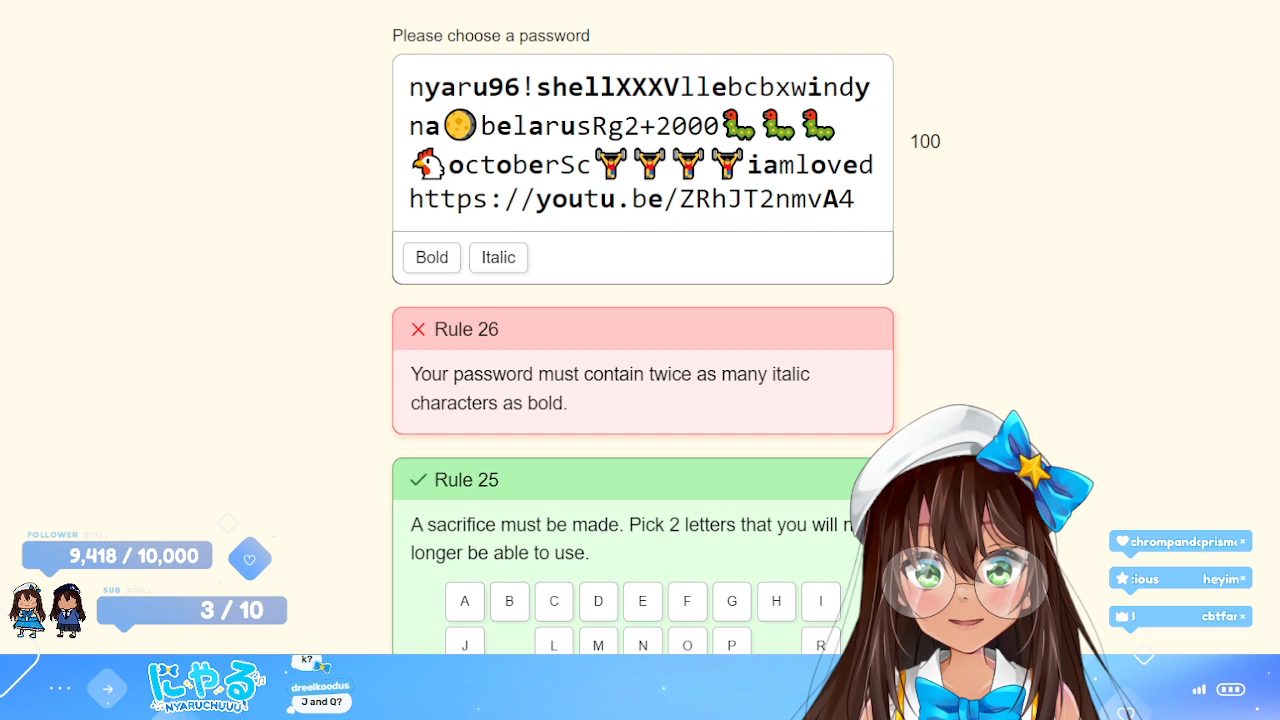 Please choose a password
nyaru96!shellXXXVllebcbxwindy
na🌕belarusRg2+2000🐛🐛🐛
🐔octoberSc🏋️🏋️🏋️🏋️iamloved
https://youtu.be/ZRhJT2nmvA4
100
Bold Italic
Rule 26
Your password must contain twice as many italic
characters as bold.
Rule 25
A sacrifice must be made. Pick 2 letters that you will
longer be able to use.
A B C D E F G H I
J L M N O P R
FOLLOWER
9,418 / 10,000
SUB
3 / 10
chrompandcprism
:ious heyim
cbtfar
にゃる
NYARUCHUUU
k?
dreelkoodus
J and Q?